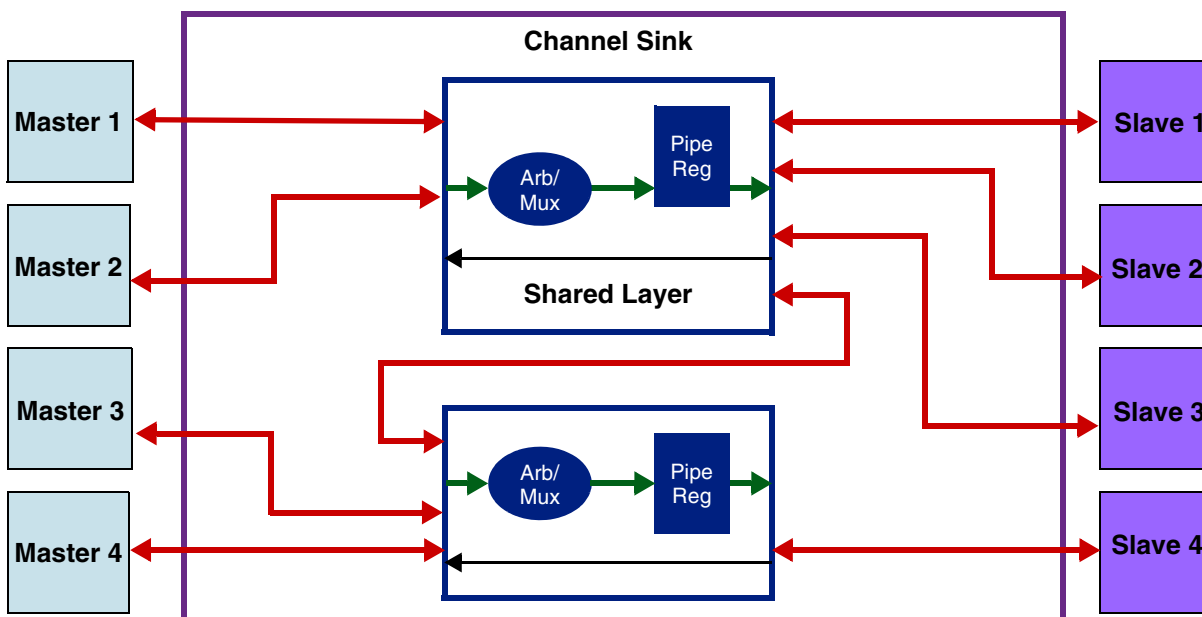 Channel Sink
Master 1
Master 2
Master 3
Master 4
Arb/
Mux
Pipe
Reg
Shared Layer
Arb/
Mux
Pipe
Reg
Slave 1
Slave 2
Slave 3
Slave 4